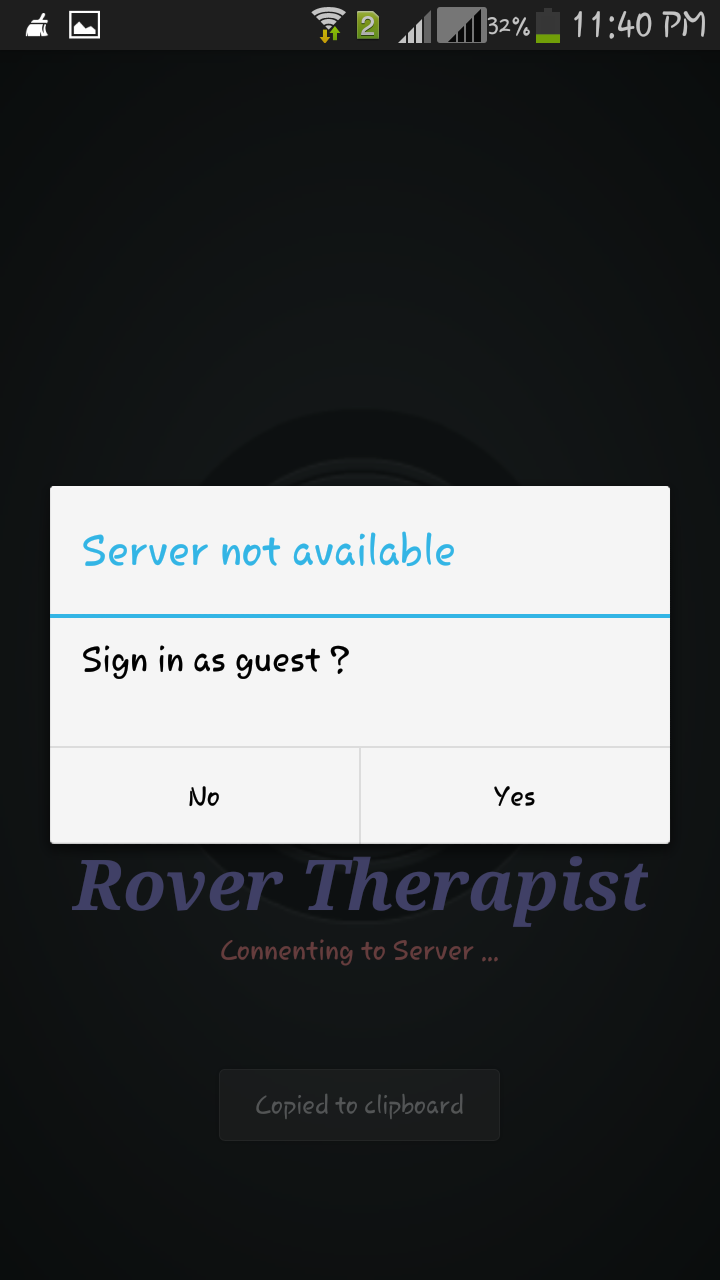 2 32% 11:40 PM
Server not available
Sign in as guest ?
No Yes
Rover Therapist
Connenting to Server ...
Copied to clipboard